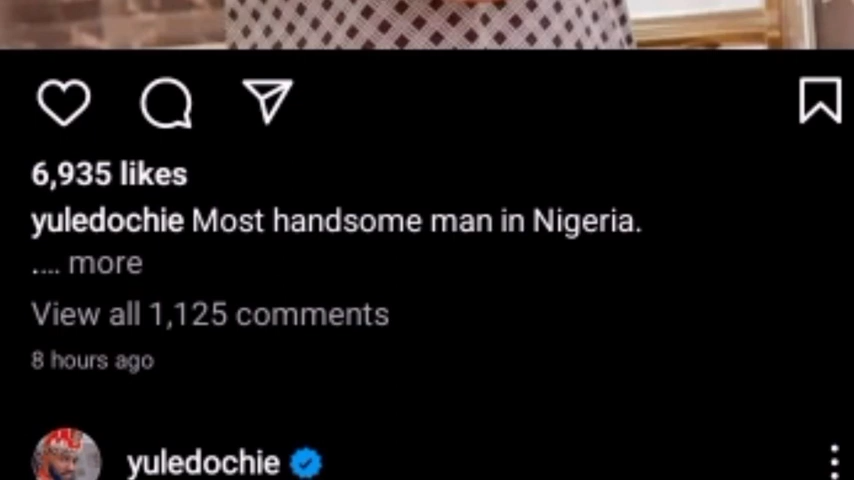 6,935 likes
yuledochie Most handsome man in Nigeria.
.... more
View all 1,125 comments
8 hours ago
yuledochie